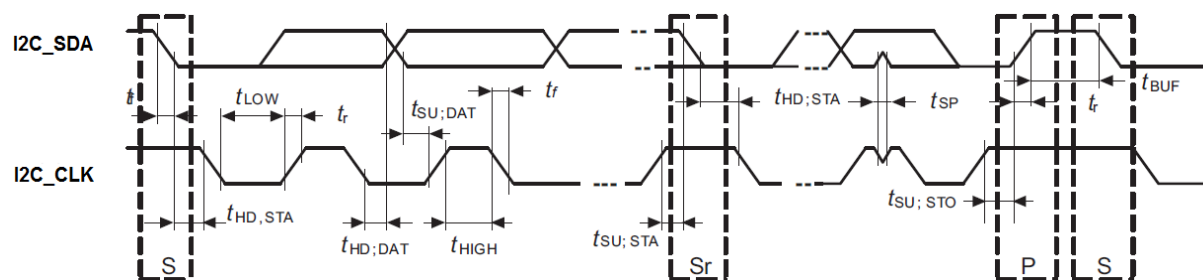 I2C_SDA
tf
tLOW
tr
tSU;DAT
tf
tHD;STA
tSP
tr
tBUF
I2C_CLK
tHD,STA
tHD;DAT
tHIGH
tSU;STA
tSU;STO
S
Sr
P
S